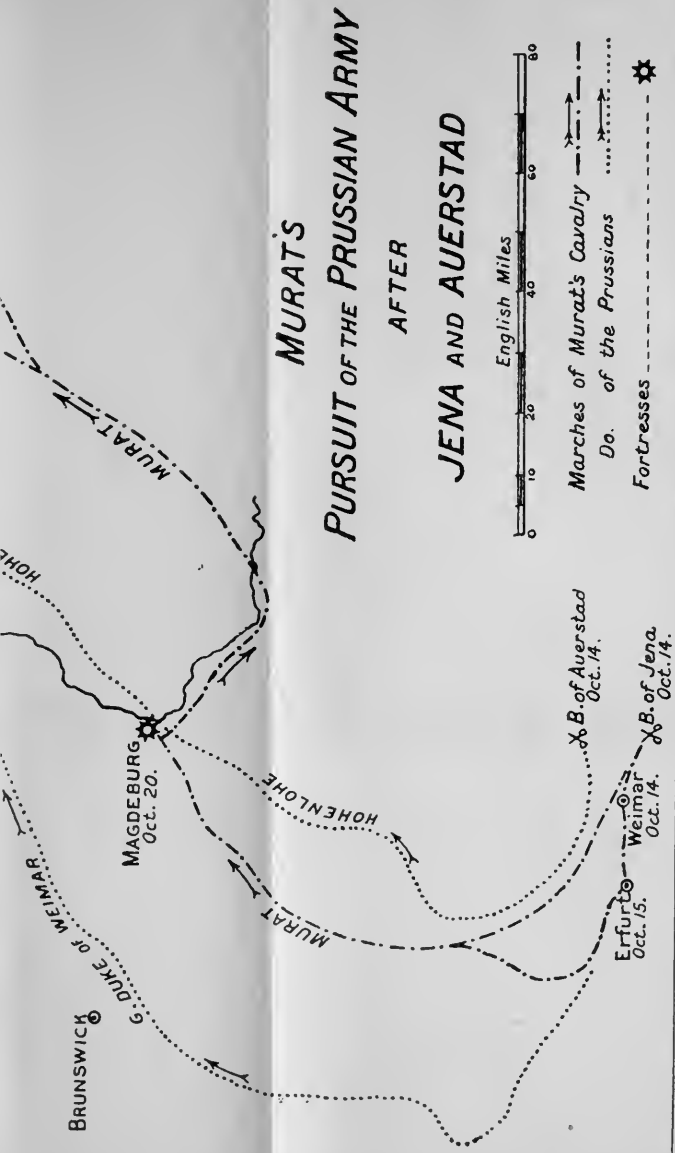 MURAT'S
PURSUIT OF THE PRUSSIAN ARMY
AFTER
JENA AND AUERSTAD
English Miles
0 10 20 40 60 80
Marches of Murat's Cavalry
Do. of the Prussians
Fortresses
HOHE
MURAT
MAGDEBURG
Oct. 20.
G. DUKE OF WEIMAR
BRUNSWICK
HOHENLOHE
MURAT
B. of Auerstad
Oct. 14.
B. of Jena
Oct. 14.
Weimar
Oct. 14.
Erfurt
Oct. 15.